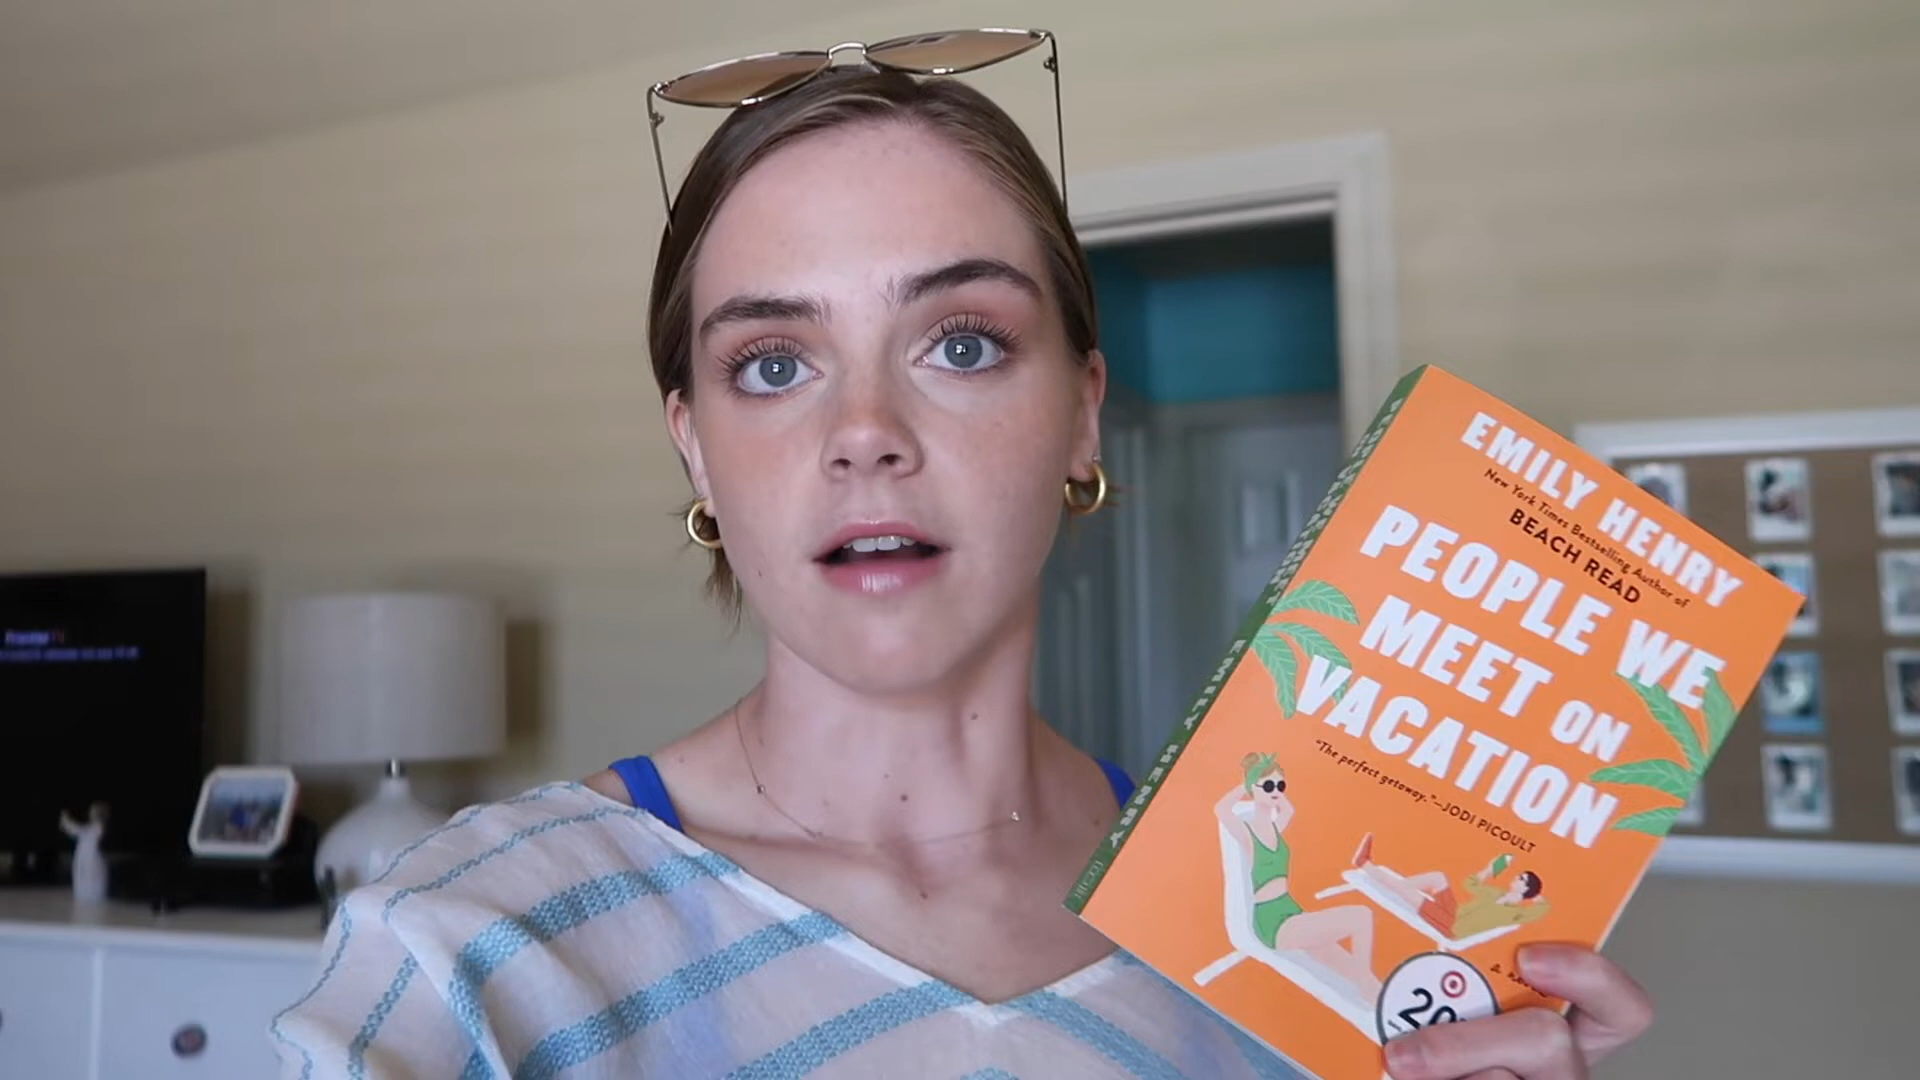 EMILY HENRY
New York Times Bestselling Author of
BEACH READ
PEOPLE WE
MEET ON
VACATION
"The perfect getaway."—JODI PICOULT
a
20
EMILY HENRY